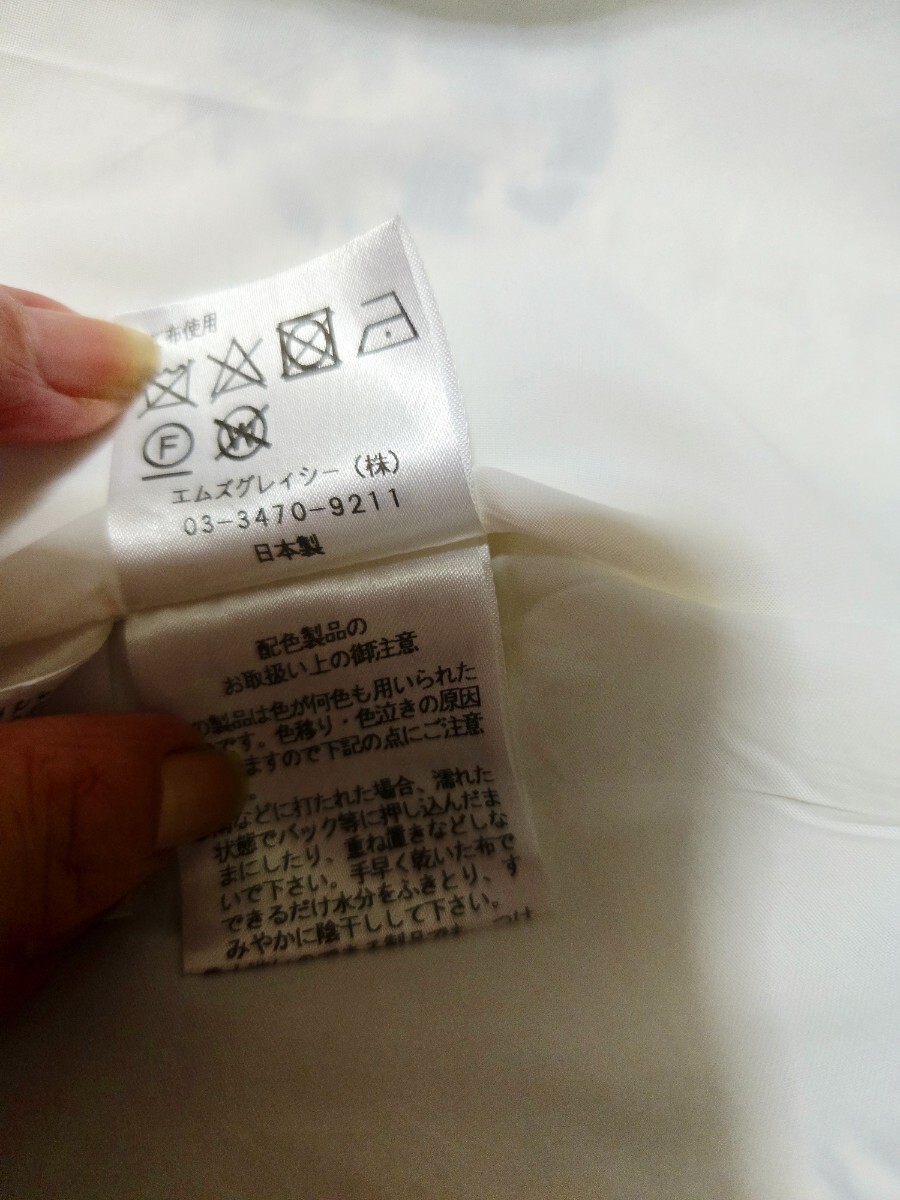 布使用
F W
エムズグレイシー（株）
03-3470-9211
日本製
配色製品の
お取扱い上の御注意
製品は色が何色も用いられた
です。色移り・色泣きの原因
ますので下記の点にご注意
などに打たれた場合、濡れた
状態でバック等に押し込んだま
まにしたり、重ね置きなどしな
いで下さい。手早く乾いた布で
できるだけ水分をふきとり、す
みやかに陰干しして下さい。